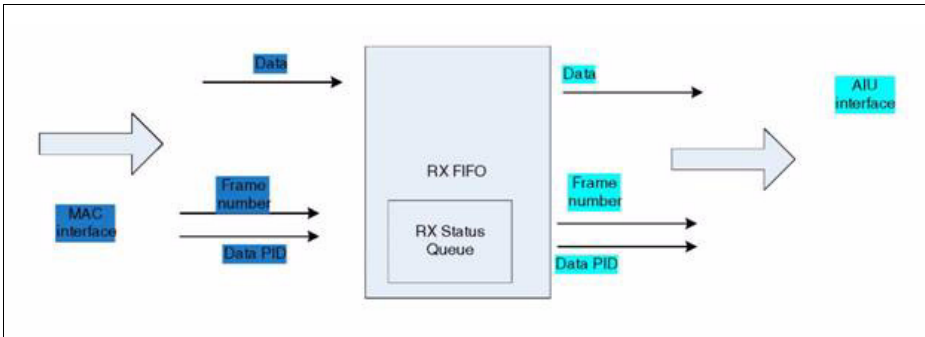 Data
Data
AIU
interface
RX FIFO
Frame
number
Frame
number
MAC
interface
RX Status
Queue
Data PID
Data PID